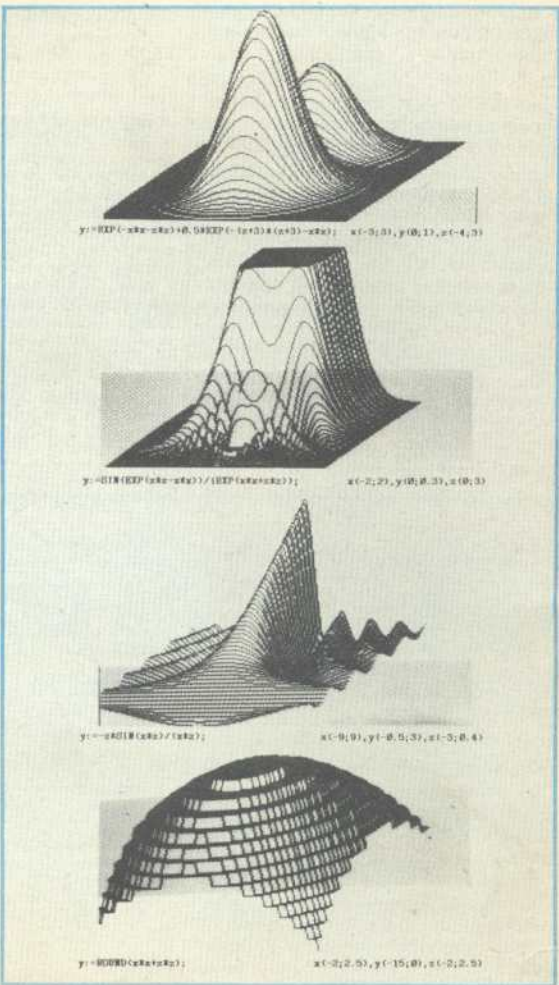 y:=EXP(-x*x-z*z)+0.5*EXP(-(z+3)*(z+3)-x*x); x(-3;3),y(0;1),z(-4;3)
y:=SIN(EXP(z*z-x*x))/(EXP(x*x+z*z)); x(-2;2),y(0;0.3),z(0;3)
y:=-z*SIN(x*z)/(x*z); x(-9;9),y(-0.5;3),z(-3;0.4)
y:=ROUND(x*x+z*z); x(-2;2.5),y(-15;0),z(-2;2.5)